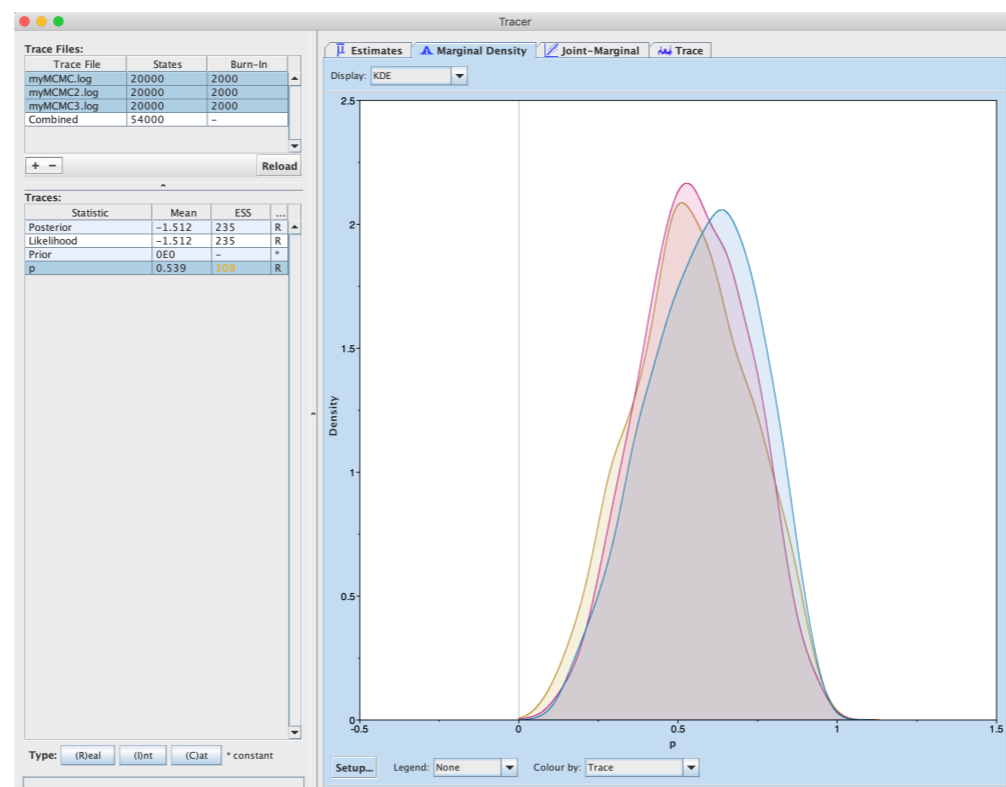 Tracer
Trace Files:
Trace File States Burn-In
myMCMC.log 20000 2000
myMCMC2.log 20000 2000
myMCMC3.log 20000 2000
Combined 54000 –
+ − Reload
Traces:
Statistic Mean ESS ...
Posterior −1.512 235 R
Likelihood −1.512 235 R
Prior 0E0 – *
p 0.539 109 R
Type: (R)eal (I)nt (C)at * constant
Estimates Marginal Density Joint-Marginal Trace
Display: KDE
2.5
2
1.5
1
0.5
0
Density
-0.5 0 0.5 1 1.5
p
Setup... Legend: None Colour by: Trace